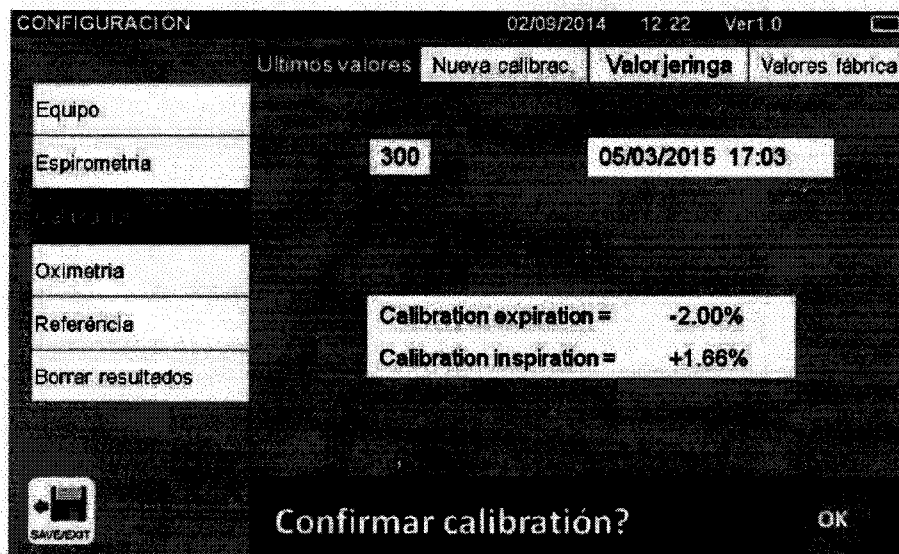 CONFIGURACIÓN 02/09/2014 12 22 Ver1.0
Ultimos valores Nueva calibrac. Valor jeringa Valores fábrica
Equipo
Espirometria
300 05/03/2015 17:03
Oximetria
Referência
Borrar resultados
Calibration expiration = -2.00%
Calibration inspiration = +1.66%
SAVE/EXIT
Confirmar calibratión? OK